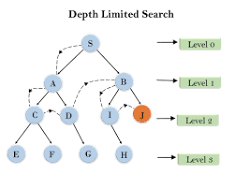 Depth Limited Search
S
Level 0
A
B
Level 1
C
D
I
J
Level 2
E
F
G
H
Level 3